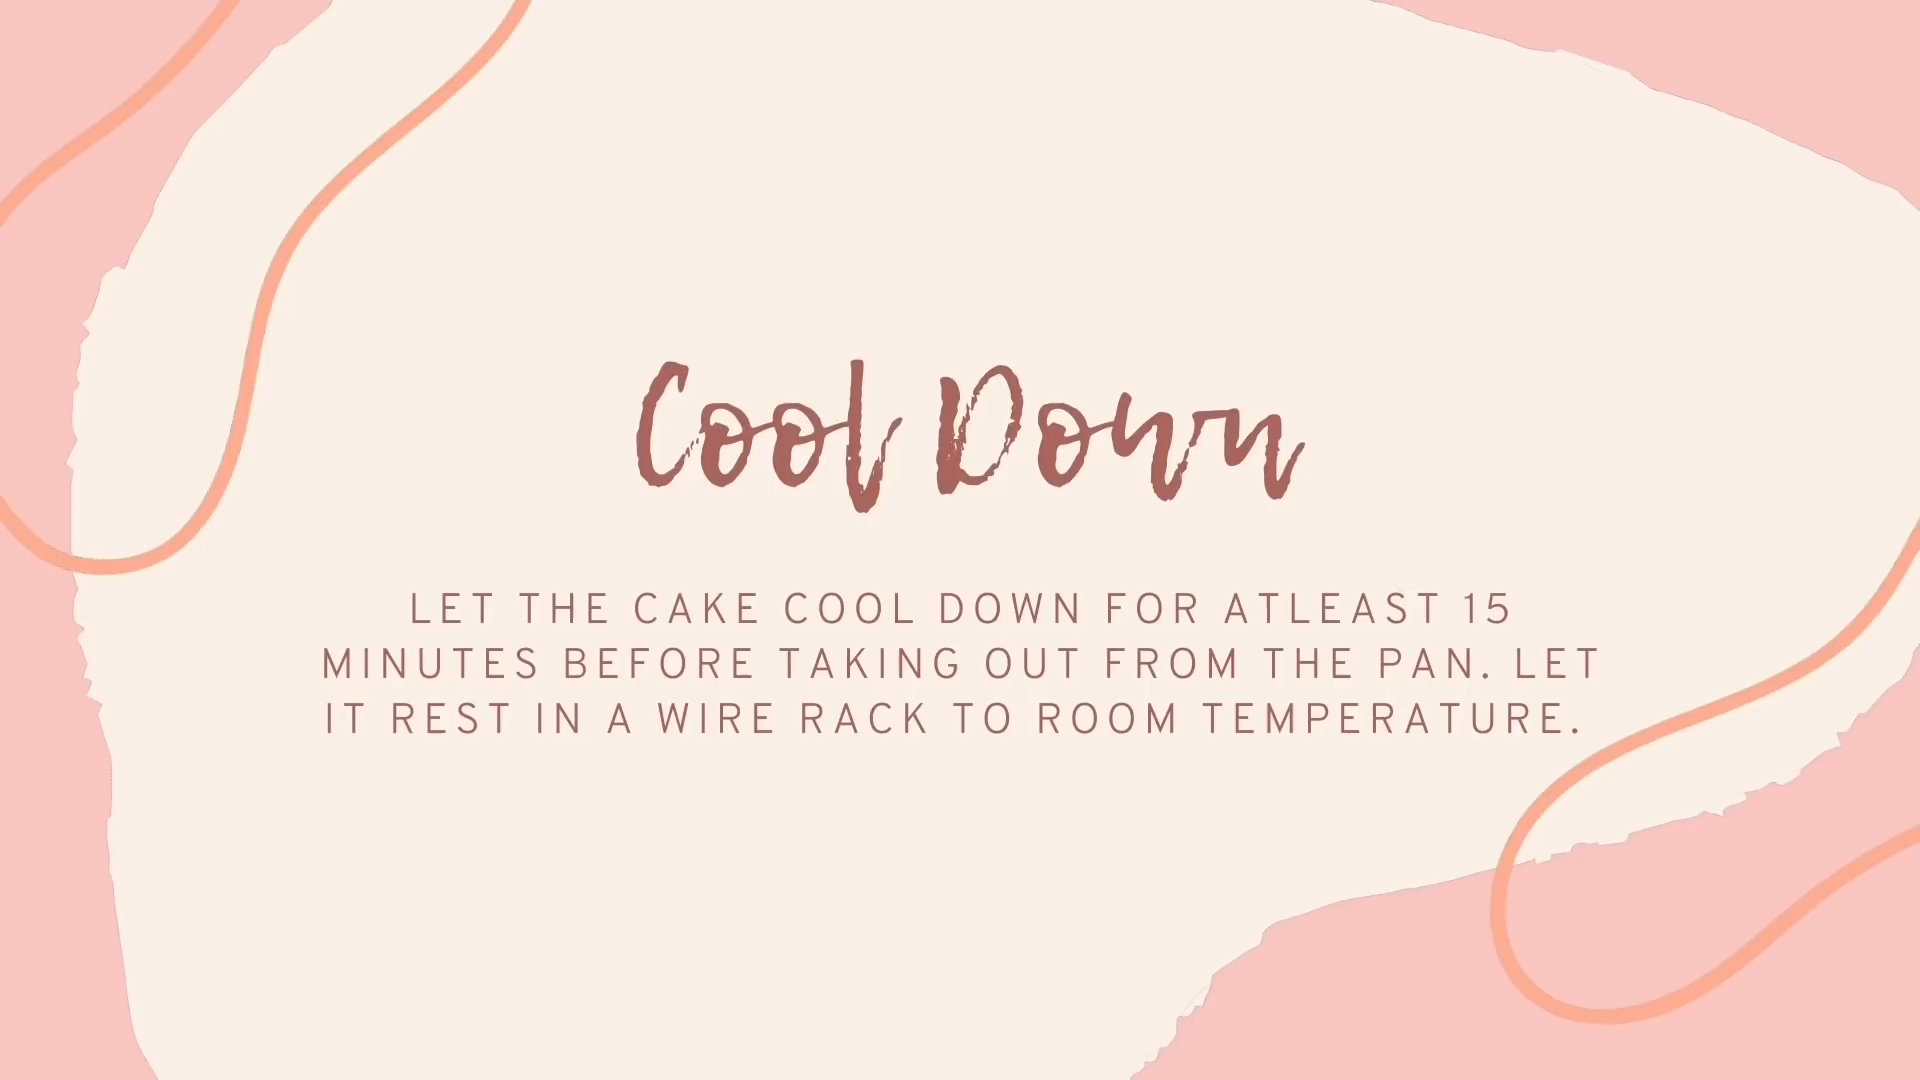 Cool Down
LET THE CAKE COOL DOWN FOR ATLEAST 15
MINUTES BEFORE TAKING OUT FROM THE PAN. LET
IT REST IN A WIRE RACK TO ROOM TEMPERATURE.